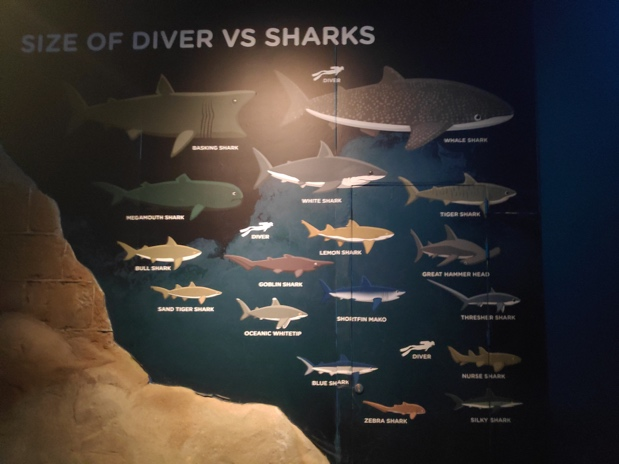 SIZE OF DIVER VS SHARKS
DIVER
BASKING SHARK
WHALE SHARK
WHITE SHARK
MEGAMOUTH SHARK
TIGER SHARK
DIVER
LEMON SHARK
BULL SHARK
GREAT HAMMER HEAD
GOBLIN SHARK
SAND TIGER SHARK
SHORTFIN MAKO
THRESHER SHARK
OCEANIC WHITETIP
DIVER
BLUE SHARK
NURSE SHARK
ZEBRA SHARK
SILKY SHARK